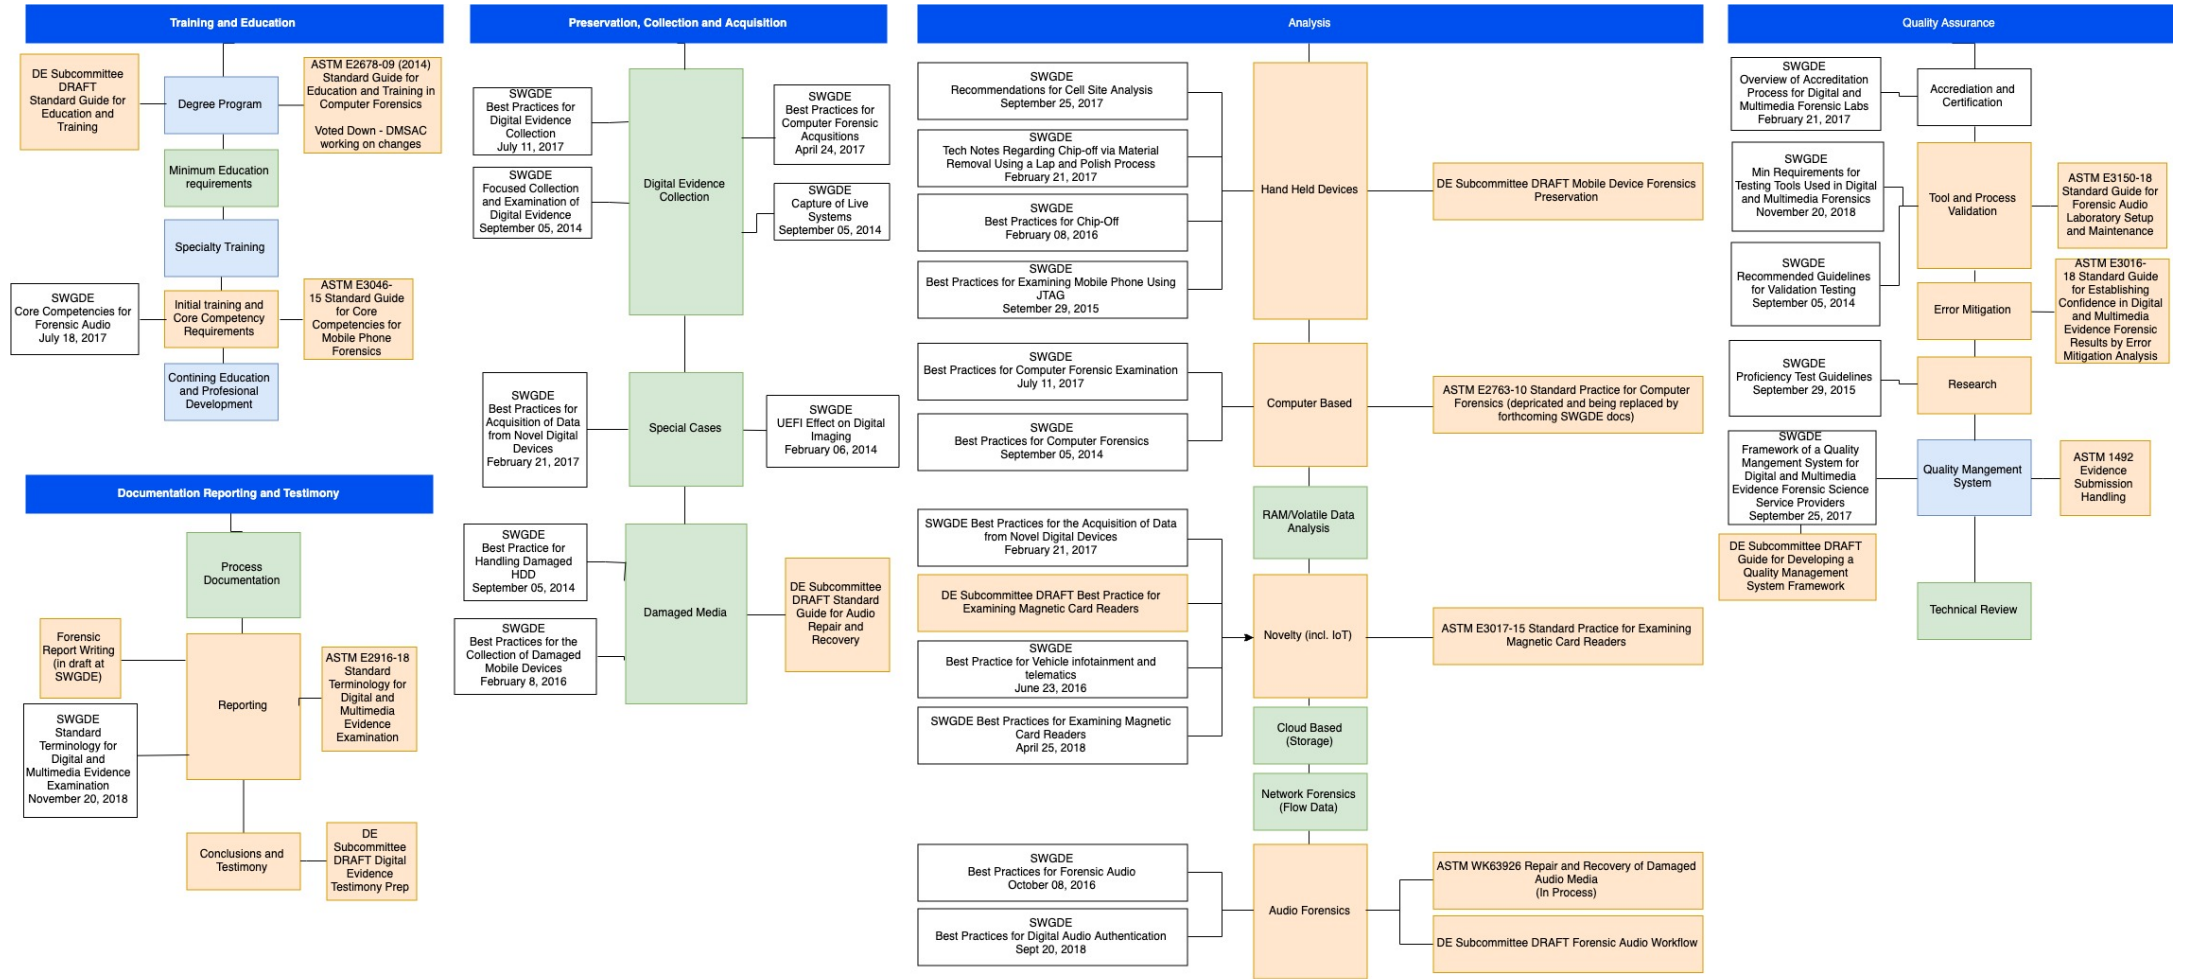 Training and Education
DE Subcommittee
DRAFT
Standard Guide for
Education and
Training
Degree Program
ASTM E2678-09 (2014)
Standard Guide for
Education and Training in
Computer Forensics
Voted Down - DMSAC
working on changes
Minimum Education
requirements
Specialty Training
SWGDE
Core Competencies for
Forensic Audio
July 18, 2017
Initial training and
Core Competency
Requirements
ASTM E3046-
15 Standard Guide
for Core
Competencies for
Mobile Phone
Forensics
Contining Education
and Profesional
Development
Documentation Reporting and Testimony
Process
Documentation
Forensic
Report Writing
(in draft at
SWGDE)
SWGDE
Standard
Terminology for
Digital and
Multimedia Evidence
Examination
November 20, 2018
Reporting
ASTM E2916-18
Standard
Terminology for
Digital and
Multimedia
Evidence
Examination
Conclusions and
Testimony
DE
Subcommittee
DRAFT Digital
Evidence
Testimony Prep
Preservation, Collection and Acquisition
SWGDE
Best Practices for
Digital Evidence
Collection
July 11, 2017
SWGDE
Focused Collection
and Examination of
Digital Evidence
September 05, 2014
Digital Evidence
Collection
SWGDE
Best Practices for
Computer Forensic
Acqusitions
April 24, 2017
SWGDE
Capture of Live
Systems
September 05, 2014
SWGDE
Best Practices for
Acquisition of Data
from Novel Digital
Devices
February 21, 2017
Special Cases
SWGDE
UEFI Effect on Digital
Imaging
February 06, 2014
SWGDE
Best Practice for
Handling Damaged
HDD
September 05, 2014
SWGDE
Best Practices for the
Collection of Damaged
Mobile Devices
February 8, 2016
Damaged Media
DE Subcommittee
DRAFT Standard
Guide for Audio
Repair and
Recovery
Analysis
SWGDE
Recommendations for Cell Site Analysis
September 25, 2017
SWGDE
Tech Notes Regarding Chip-off via Material
Removal Using a Lap and Polish Process
February 21, 2017
SWGDE
Best Practices for Chip-Off
February 08, 2016
SWGDE
Best Practices for Examining Mobile Phone Using
JTAG
Setember 29, 2015
Hand Held Devices
DE Subcommittee DRAFT Mobile Device Forensics
Preservation
SWGDE
Best Practices for Computer Forensic Examination
July 11, 2017
SWGDE
Best Practices for Computer Forensics
September 05, 2014
Computer Based
ASTM E2763-10 Standard Practice for Computer
Forensics (depricated and being replaced by
forthcoming SWGDE docs)
RAM/Volatile Data
Analysis
SWGDE Best Practices for the Acquisition of Data
from Novel Digital Devices
February 21, 2017
DE Subcommittee DRAFT Best Practice for
Examining Magnetic Card Readers
SWGDE
Best Practice for Vehicle infotainment and
telematics
June 23, 2016
SWGDE Best Practices for Examining Magnetic
Card Readers
April 25, 2018
Novelty (incl. IoT)
ASTM E3017-15 Standard Practice for Examining
Magnetic Card Readers
Cloud Based
(Storage)
Network Forensics
(Flow Data)
SWGDE
Best Practices for Forensic Audio
October 08, 2016
SWGDE
Best Practices for Digital Audio Authentication
Sept 20, 2018
Audio Forensics
ASTM WK63926 Repair and Recovery of Damaged
Audio Media
(In Process)
DE Subcommittee DRAFT Forensic Audio Workflow
Quality Assurance
SWGDE
Overview of Accreditation
Process for Digital and
Multimedia Forensic Labs
February 21, 2017
Accrediation and
Certification
SWGDE
Min Requirements for
Testing Tools Used in Digital
and Multimedia Forensics
November 20, 2018
SWGDE
Recommended Guidelines
for Validation Testing
September 05, 2014
Tool and Process
Validation
ASTM E3150-18
Standard Guide for
Forensic Audio
Laboratory Setup
and Maintenance
Error Mitigation
ASTM E3016-
18 Standard Guide
for Establishing
Confidence in Digital
and Multimedia
Evidence Forensic
Results by Error
Mitigation Analysis
SWGDE
Proficiency Test Guidelines
September 29, 2015
Research
SWGDE
Framework of a Quality
Mangement System for
Digital and Multimedia
Evidence Forensic Science
Service Providers
September 25, 2017
Quality Mangement
System
ASTM 1492
Evidence
Submission
Handling
DE Subcommittee DRAFT
Guide for Developing a
Quality Management
System Framework
Technical Review